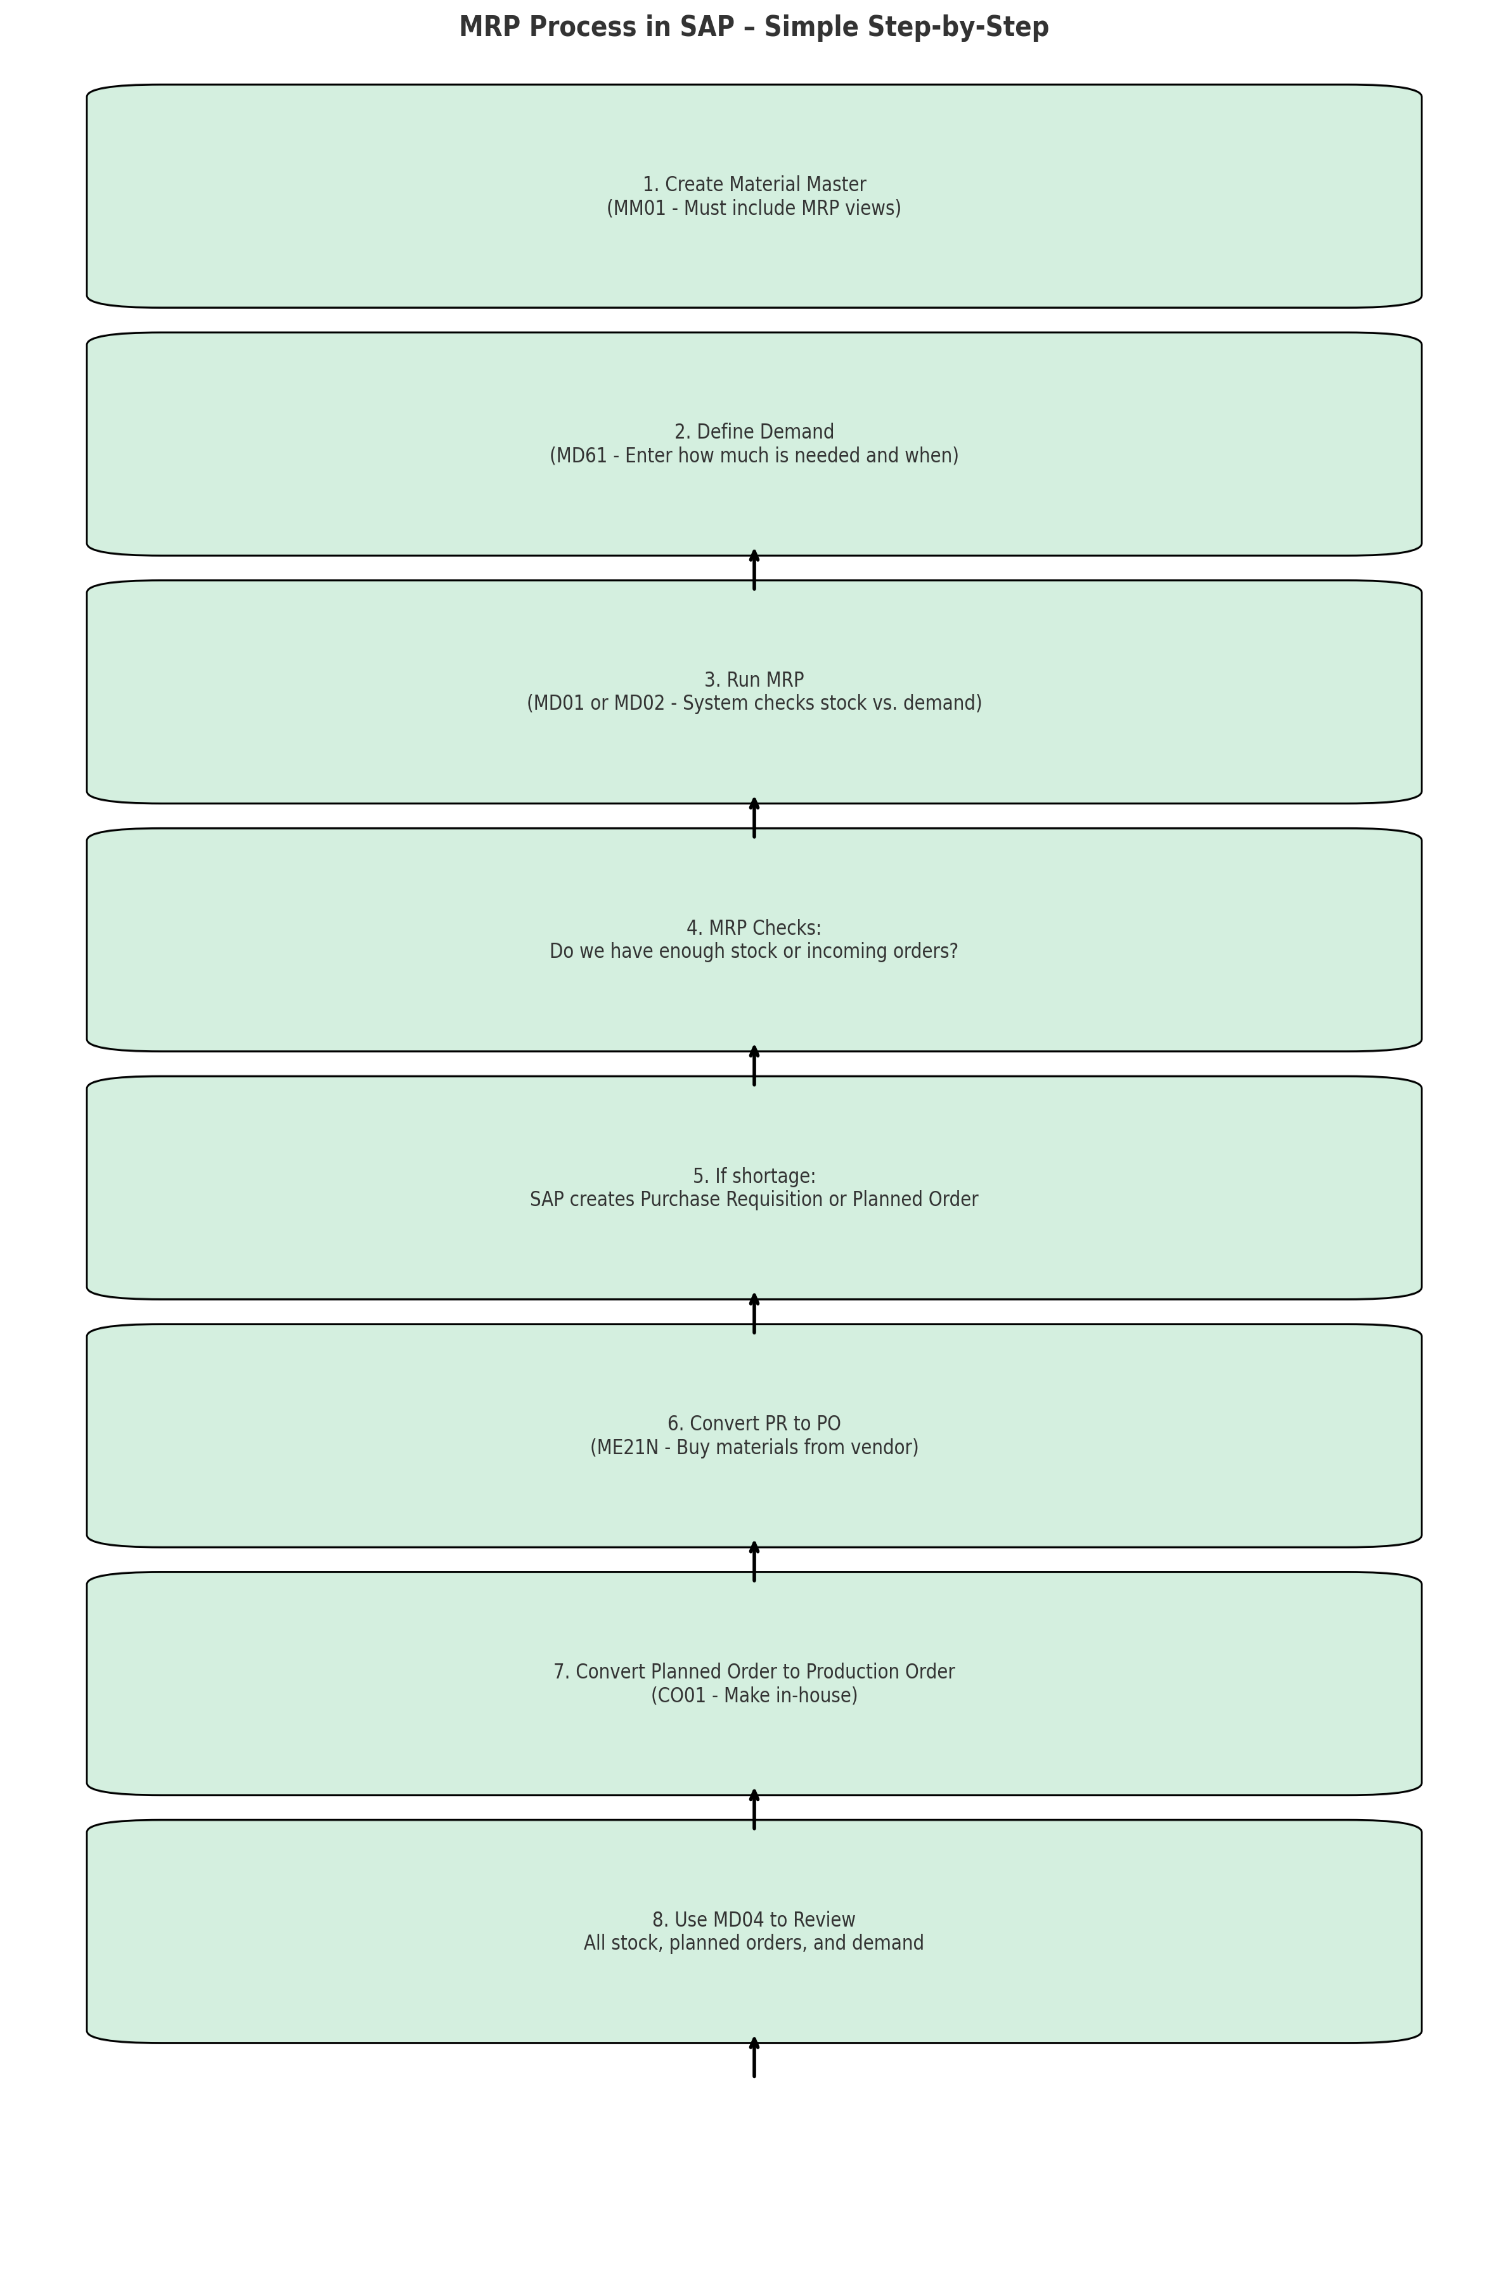 MRP Process in SAP – Simple Step-by-Step
1. Create Material Master
(MM01 - Must include MRP views)
2. Define Demand
(MD61 - Enter how much is needed and when)
3. Run MRP
(MD01 or MD02 - System checks stock vs. demand)
4. MRP Checks:
Do we have enough stock or incoming orders?
5. If shortage:
SAP creates Purchase Requisition or Planned Order
6. Convert PR to PO
(ME21N - Buy materials from vendor)
7. Convert Planned Order to Production Order
(CO01 - Make in-house)
8. Use MD04 to Review
All stock, planned orders, and demand